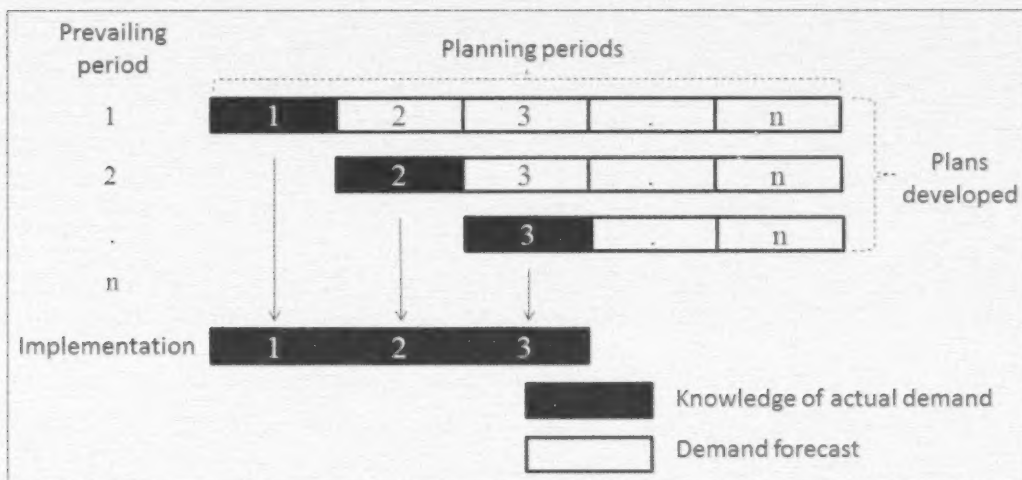 Prevailing period
Planning periods
1 1 2 3 . n
2 2 3 . n
. 3 . n
n
Plans developed
Implementation 1 2 3
Knowledge of actual demand
Demand forecast